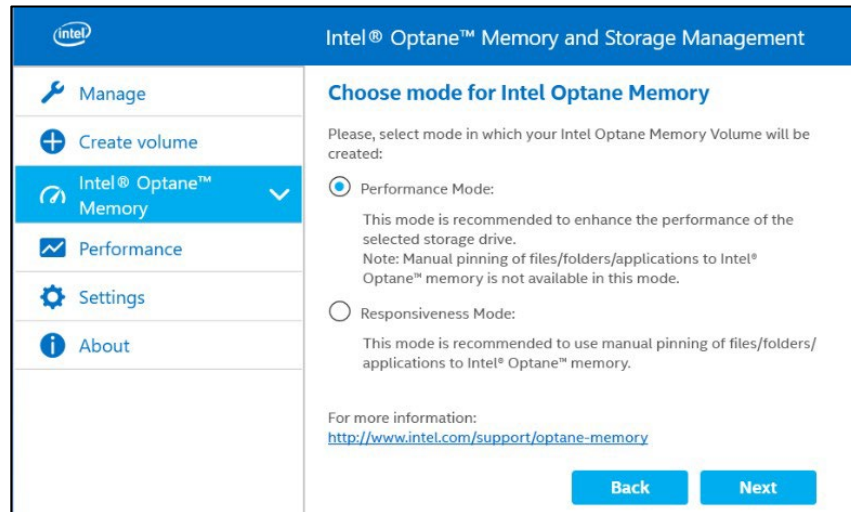 intel
Intel® Optane™ Memory and Storage Management
Manage
Create volume
Intel® Optane™
Memory
Performance
Settings
About
Choose mode for Intel Optane Memory
Please, select mode in which your Intel Optane Memory Volume will be
created:
Performance Mode:
This mode is recommended to enhance the performance of the
selected storage drive.
Note: Manual pinning of files/folders/applications to Intel®
Optane™ memory is not available in this mode.
Responsiveness Mode:
This mode is recommended to use manual pinning of files/folders/
applications to Intel® Optane™ memory.
For more information:
http://www.intel.com/support/optane-memory
Back
Next